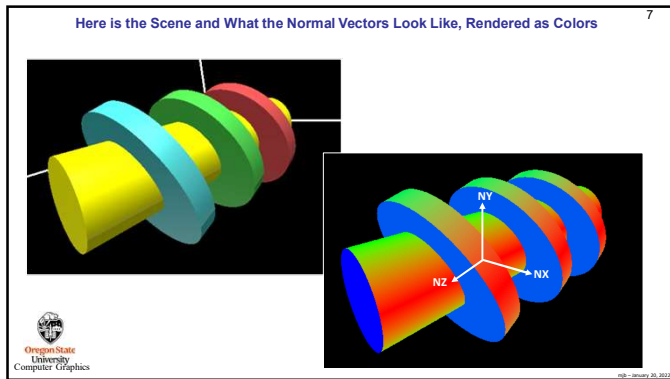 7
Here is the Scene and What the Normal Vectors Look Like, Rendered as Colors
NY
NZ
NX
Oregon State
University
Computer Graphics
mjb – January 20, 2022